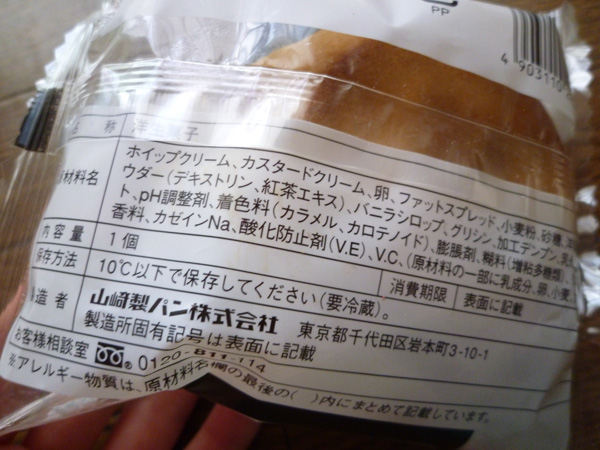 PP
4 903110
名 称 洋生菓子
原材料名 ホイップクリーム、カスタードクリーム、卵、ファットスプレッド、小麦粉、砂糖、
ウダー(デキストリン、紅茶エキス)、バニラシロップ、グリシン、加工デンプン、
ト、pH調整剤、着色料(カラメル、カロテノイド)、膨脹剤、糊料(増粘多糖類)、
香料、カゼインNa、酸化防止剤(V.E)、V.C、(原材料の一部に乳成分、卵、小麦、
内容量 1個 消費期限 表面に記載
保存方法 10℃以下で保存してください(要冷蔵)。
製造者 山崎製パン株式会社 東京都千代田区岩本町3-10-1
製造所固有記号は表面に記載
お客様相談室 0120-811-114
※アレルギー物質は、原材料名欄の最後の( )内にまとめて記載しています。